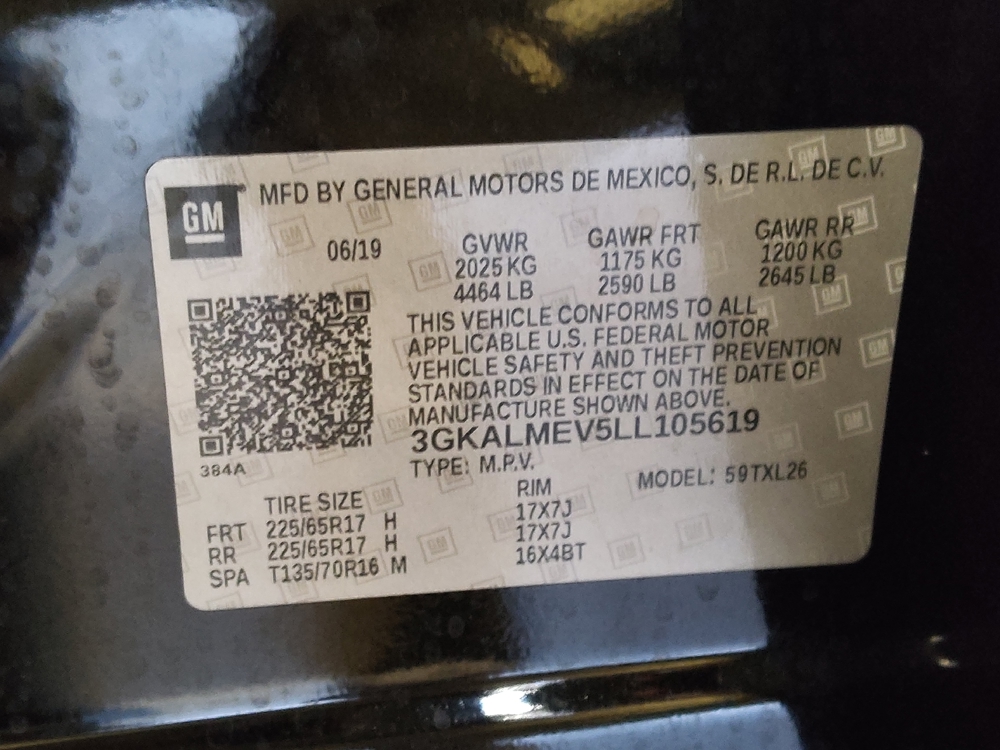 GM MFD BY GENERAL MOTORS DE MEXICO, S. DE R.L. DE C.V.
06/19 GVWR GAWR FRT GAWR RR
2025 KG 1175 KG 1200 KG
4464 LB 2590 LB 2645 LB
THIS VEHICLE CONFORMS TO ALL
APPLICABLE U.S. FEDERAL MOTOR
VEHICLE SAFETY AND THEFT PREVENTION
STANDARDS IN EFFECT ON THE DATE OF
MANUFACTURE SHOWN ABOVE.
3GKALMEV5LL105619
384A
TYPE: M.P.V. MODEL: 59TXL26
TIRE SIZE RIM
FRT 225/65R17 H 17X7J
RR 225/65R17 H 17X7J
SPA T135/70R16 M 16X4BT